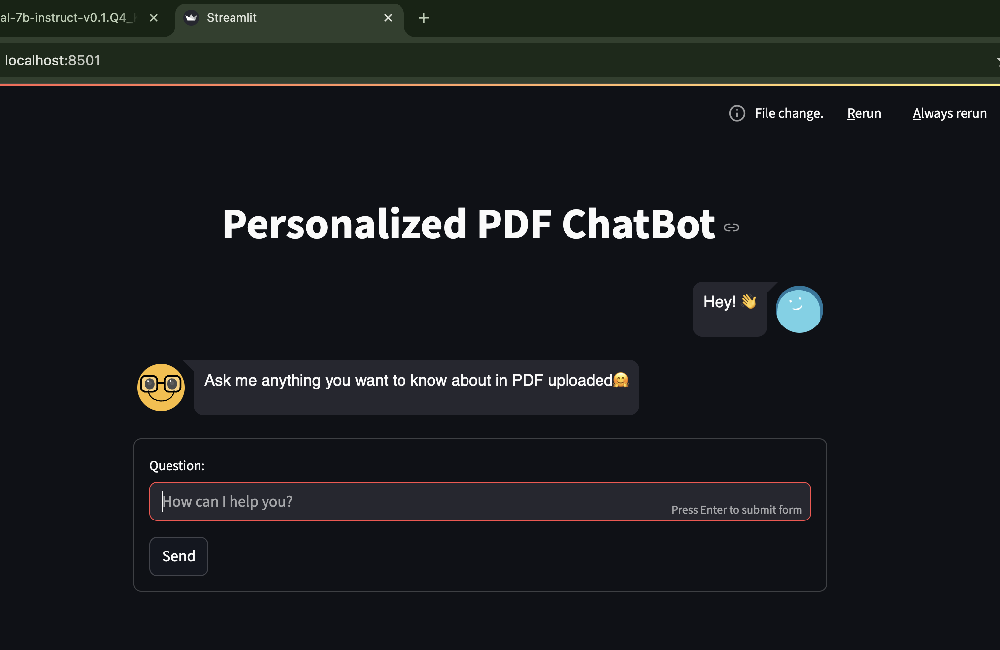 al-7b-instruct-v0.1.Q4_
Streamlit
localhost:8501
File change. Rerun Always rerun
Personalized PDF ChatBot
Hey! 👋
Ask me anything you want to know about in PDF uploaded🤗
Question:
How can I help you?
Press Enter to submit form
Send